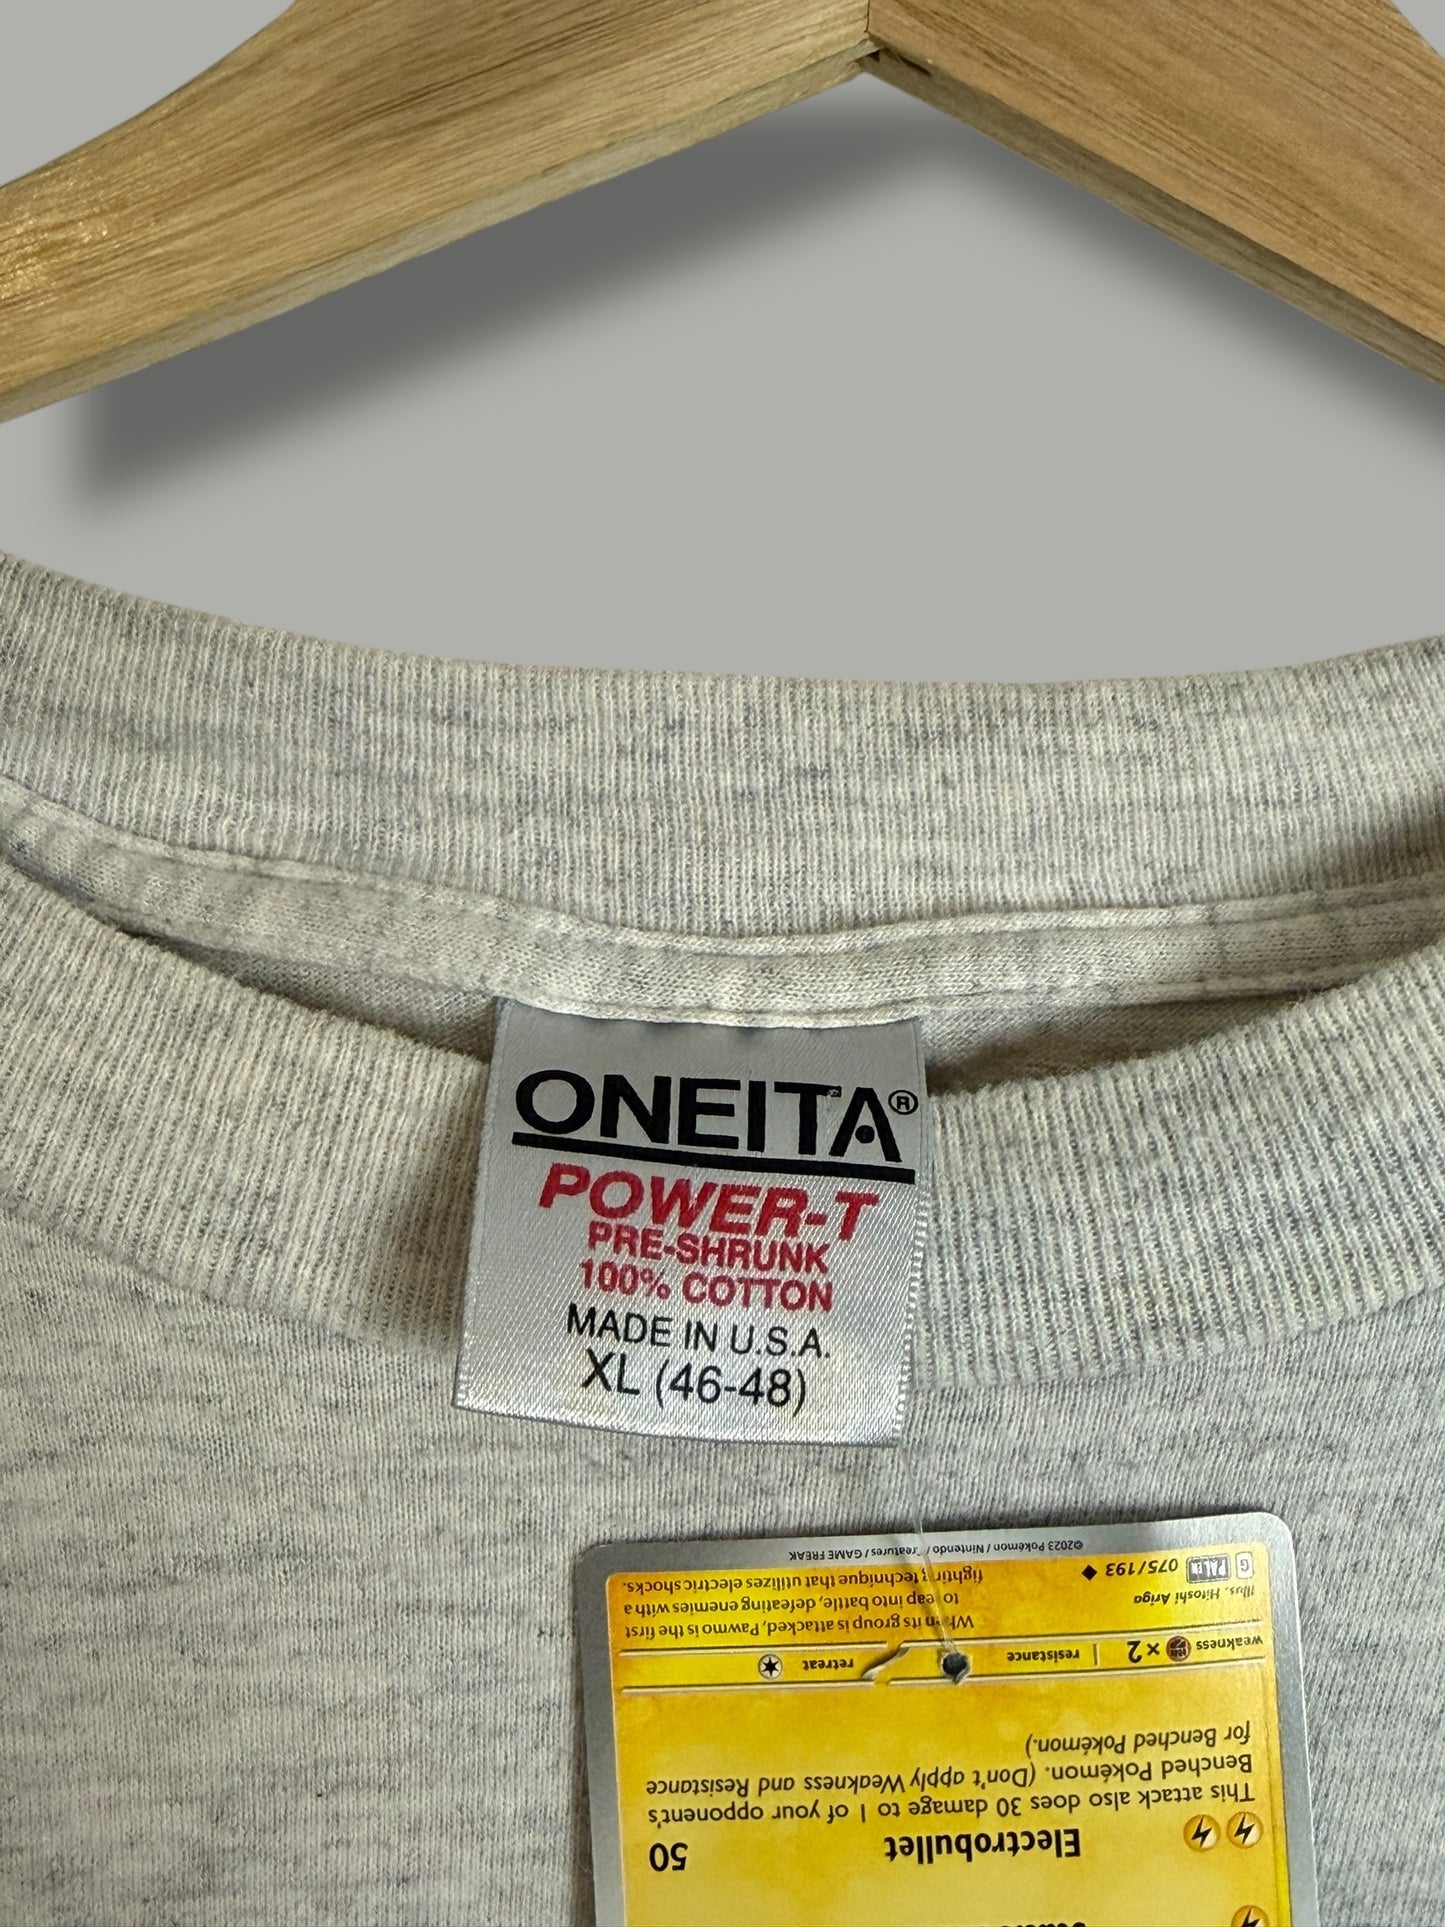 ONEITA®
POWER-T
PRE-SHRUNK
100% COTTON
MADE IN U.S.A.
XL (46-48)
50
Electrobullet
This attack also does 30 damage to 1 of your opponent's
Benched Pokémon. (Don't apply Weakness and Resistance
for Benched Pokémon.)
weakness ×2 resistance retreat
Illus. Hitoshi Ariga
G PAL EN 075/193
When its group is attacked, Pawmo is the first
to leap into battle, defeating enemies with a
fighting technique that utilizes electric shocks.
©2023 Pokémon / Nintendo / Creatures / GAME FREAK